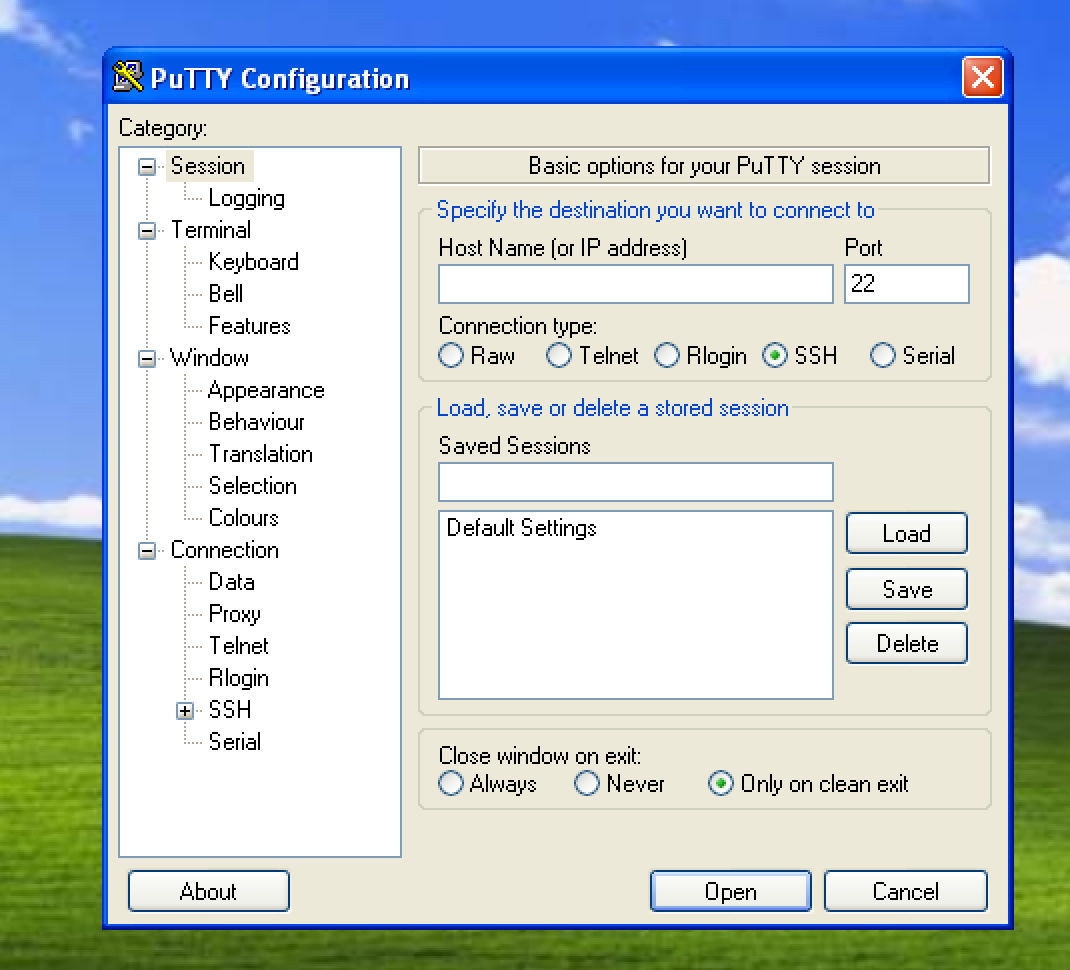 PuTTY Configuration
Category:
Session
Logging
Terminal
Keyboard
Bell
Features
Window
Appearance
Behaviour
Translation
Selection
Colours
Connection
Data
Proxy
Telnet
Rlogin
SSH
Serial
Basic options for your PuTTY session
Specify the destination you want to connect to
Host Name (or IP address) Port
22
Connection type:
Raw Telnet Rlogin SSH Serial
Load, save or delete a stored session
Saved Sessions
Default Settings
Load
Save
Delete
Close window on exit:
Always Never Only on clean exit
About Open Cancel